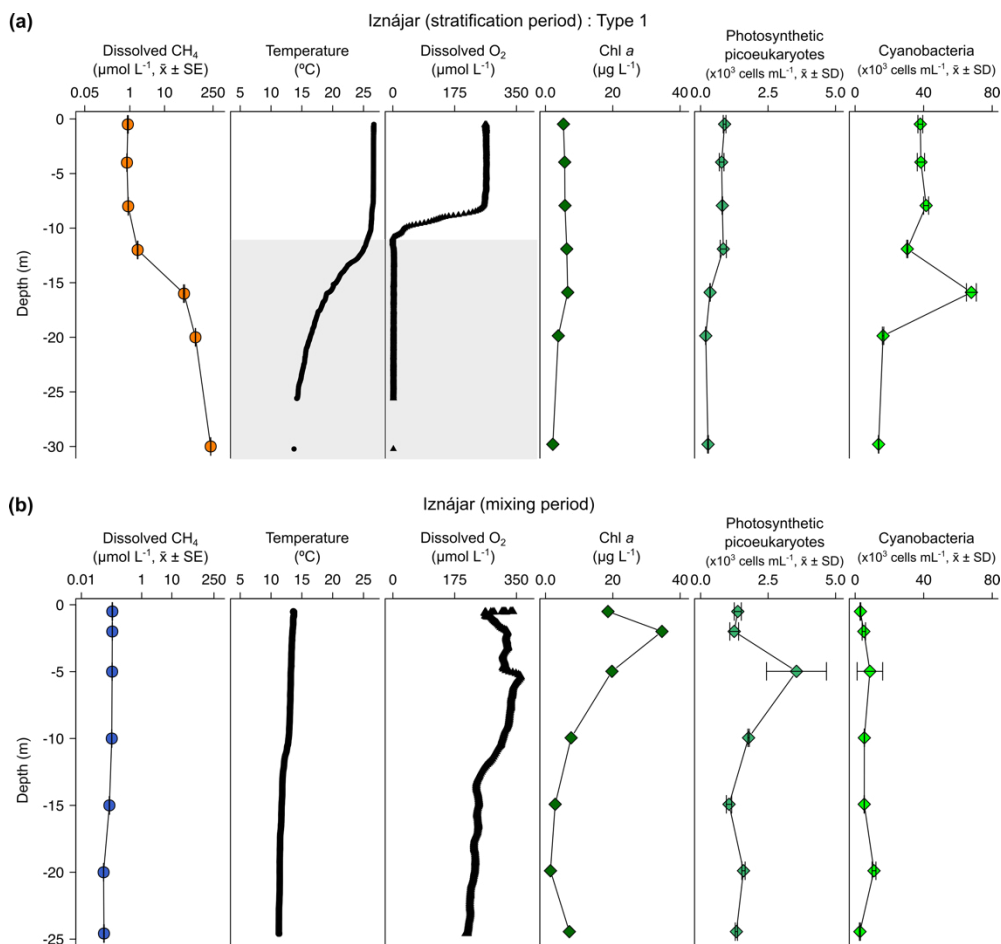 (a)
Iznájar (stratification period) : Type 1
Dissolved CH₄
(µmol L⁻¹, x̄ ± SE)
Temperature
(ºC)
Dissolved O₂
(µmol L⁻¹)
Chl a
(µg L⁻¹)
Photosynthetic
picoeukaryotes
(x10³ cells mL⁻¹, x̄ ± SD)
Cyanobacteria
(x10³ cells mL⁻¹, x̄ ± SD)
0.05 1 10 250
5 10 15 20 25
0 175 350
0.0 20 40
0.0 2.5 5.0
0 40 80
Depth (m)
0
-5
-10
-15
-20
-25
-30
(b)
Iznájar (mixing period)
Dissolved CH₄
(µmol L⁻¹, x̄ ± SE)
Temperature
(ºC)
Dissolved O₂
(µmol L⁻¹)
Chl a
(µg L⁻¹)
Photosynthetic
picoeukaryotes
(x10³ cells mL⁻¹, x̄ ± SD)
Cyanobacteria
(x10³ cells mL⁻¹, x̄ ± SD)
0.01 1 10 250
5 10 15 20 25
0 175 350
0.0 20 40
0.0 2.5 5.0
0 40 80
Depth (m)
0
-5
-10
-15
-20
-25